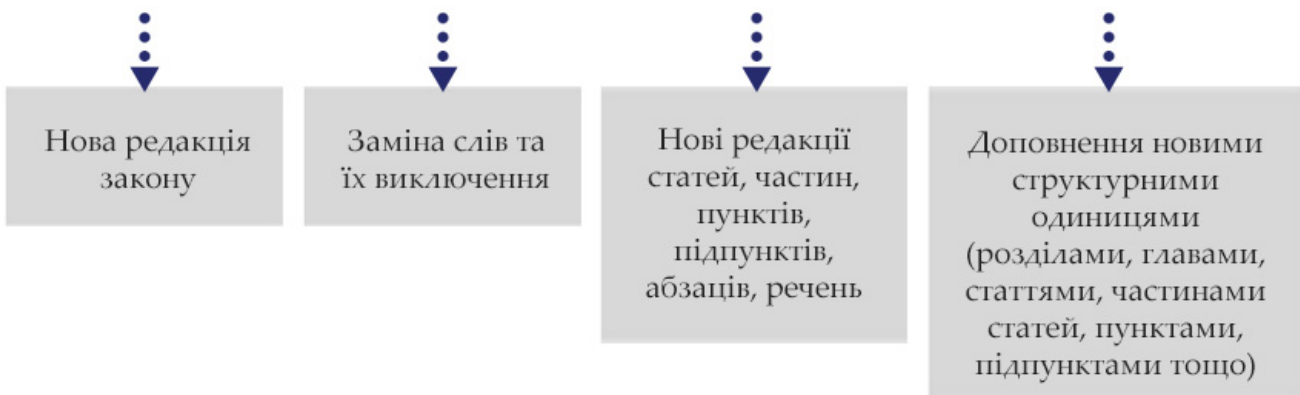 Нова редакція
закону
Заміна слів та
їх виключення
Нові редакції
статей, частин,
пунктів,
підпунктів,
абзаців, речень
Доповнення новими
структурними
одиницями
(розділами, главами,
статтями, частинами
статей, пунктами,
підпунктами тощо)